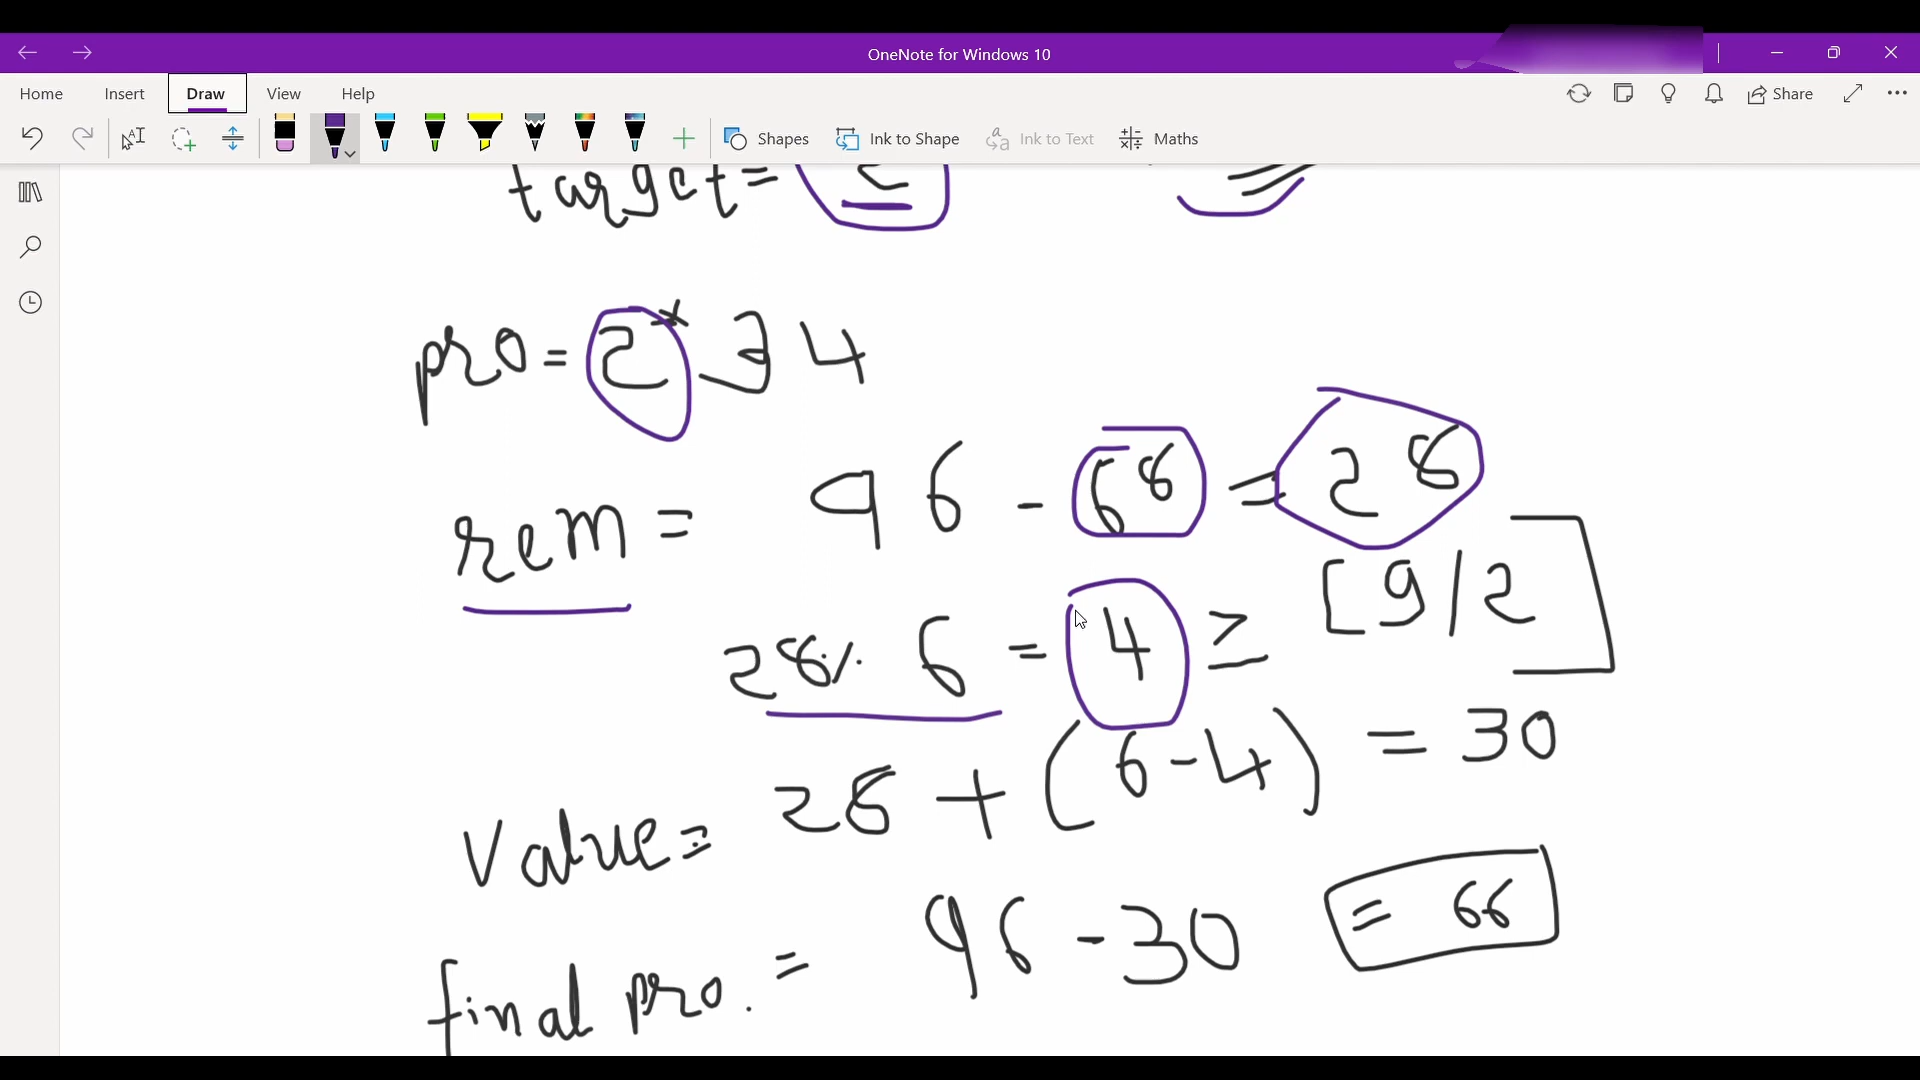 OneNote for Windows 10
Home Insert Draw View Help Share
Shapes Ink to Shape Ink to Text Maths
target = 2
pro = 2* 34
rem = 96 - 68 = 28
28 % 6 = 4 ≥ [9/2]
Value = 28 + (6-4) = 30
final pro. = 96 - 30 = 66